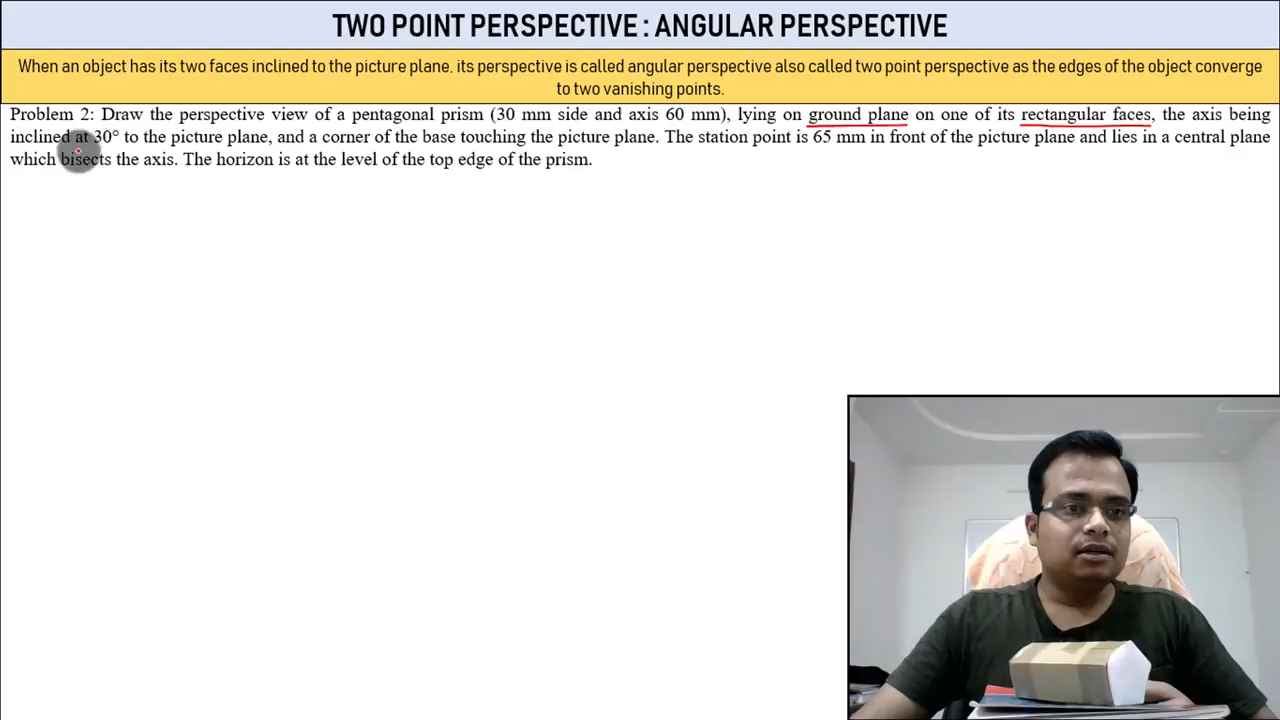 TWO POINT PERSPECTIVE : ANGULAR PERSPECTIVE
When an object has its two faces inclined to the picture plane. its perspective is called angular perspective also called two point perspective as the edges of the object converge
to two vanishing points.
Problem 2: Draw the perspective view of a pentagonal prism (30 mm side and axis 60 mm), lying on ground plane on one of its rectangular faces, the axis being
inclined at 30° to the picture plane, and a corner of the base touching the picture plane. The station point is 65 mm in front of the picture plane and lies in a central plane
which bisects the axis. The horizon is at the level of the top edge of the prism.